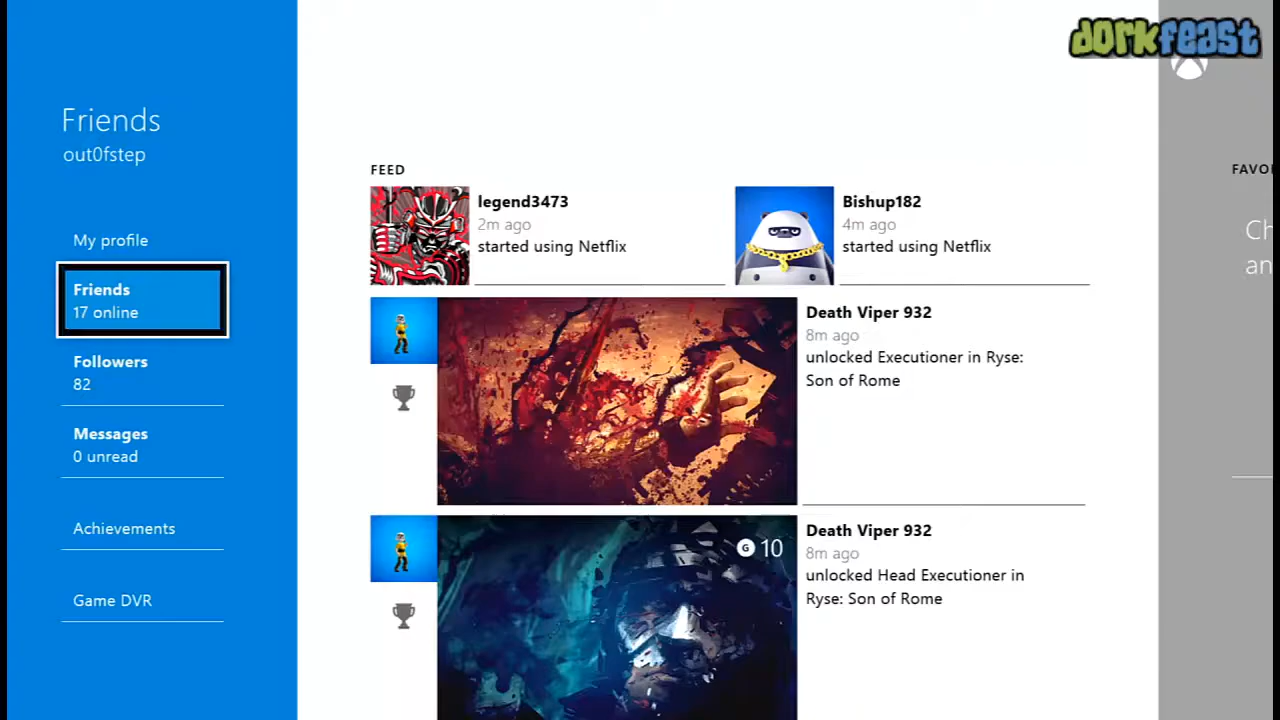 dorkfeast
Friends
out0fstep
My profile
Friends
17 online
Followers
82
Messages
0 unread
Achievements
Game DVR
FEED
legend3473
2m ago
started using Netflix
Bishup182
4m ago
started using Netflix
Death Viper 932
8m ago
unlocked Executioner in Ryse:
Son of Rome
G 10
Death Viper 932
8m ago
unlocked Head Executioner in
Ryse: Son of Rome
FAVO
Ch
an